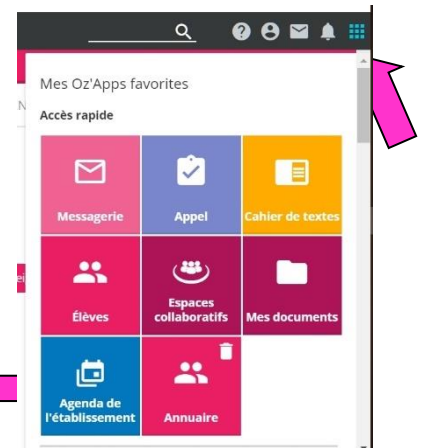 Mes Oz'Apps favorites
Accès rapide
Messagerie
Appel
Cahier de textes
Élèves
Espaces
collaboratifs
Mes documents
Agenda de
l'établissement
Annuaire